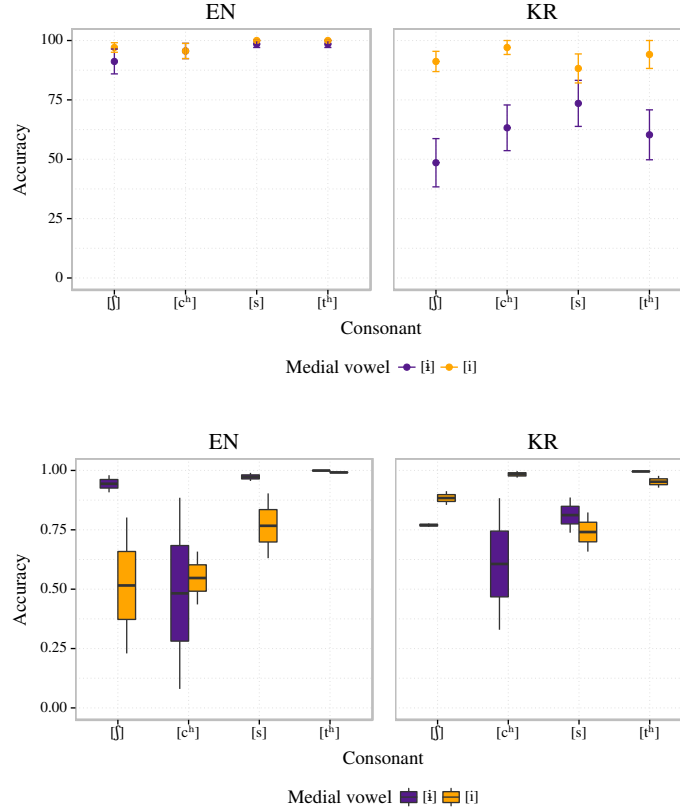 EN KR
100
75
50
25
0
Accuracy
[ʃ] [cʰ] [s] [tʰ] [ʃ] [cʰ] [s] [tʰ]
Consonant
Medial vowel [ɨ] [i]
EN KR
1.00
0.75
0.50
0.25
0.00
Accuracy
[ʃ] [cʰ] [s] [tʰ] [ʃ] [cʰ] [s] [tʰ]
Consonant
Medial vowel [ɨ] [i]